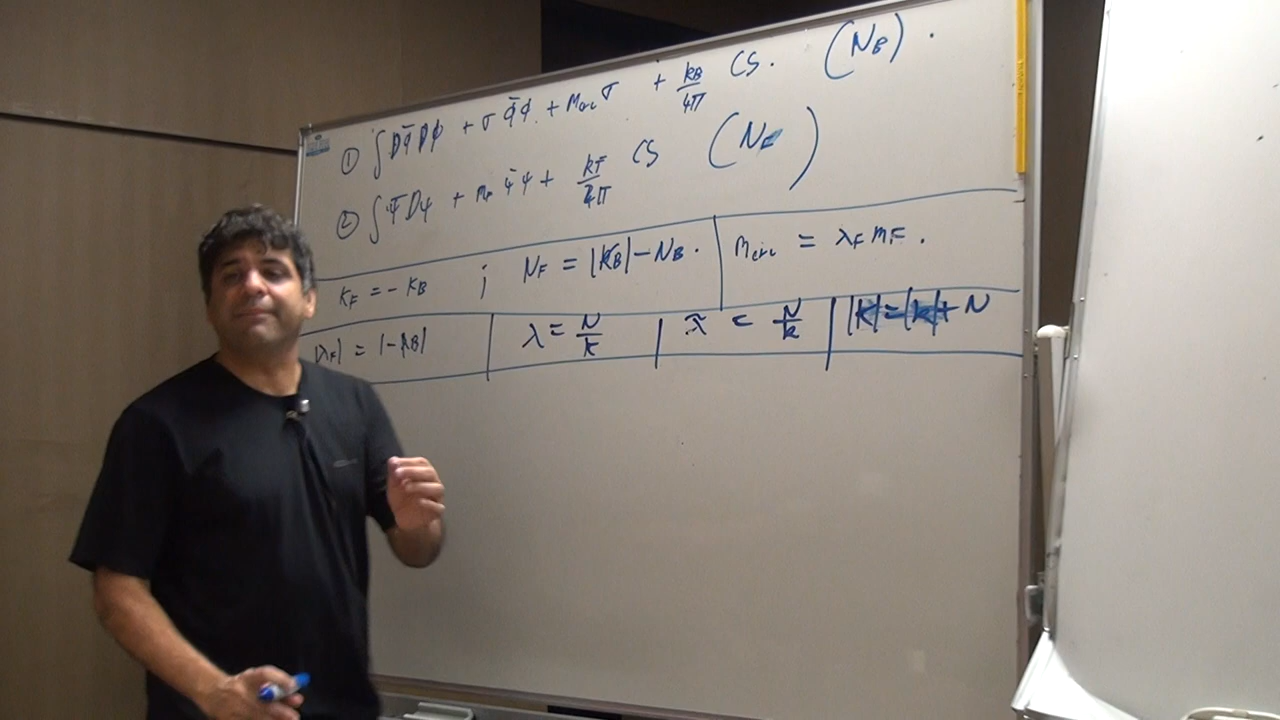 ① ∫ Dφ̄ Dφ + σ φ̄ φ. + m_cri σ + k_B/4π CS. (N_B).
② ∫ ψ̄ D ψ + m_F ψ̄ ψ + k_F/4π CS (N_F)
k_F = - k_B ; N_F = |k_B| - N_B. m_cri = λ_F m_F.
|λ_F| = 1-|λ_B| λ = N/k |k| = |k| + N